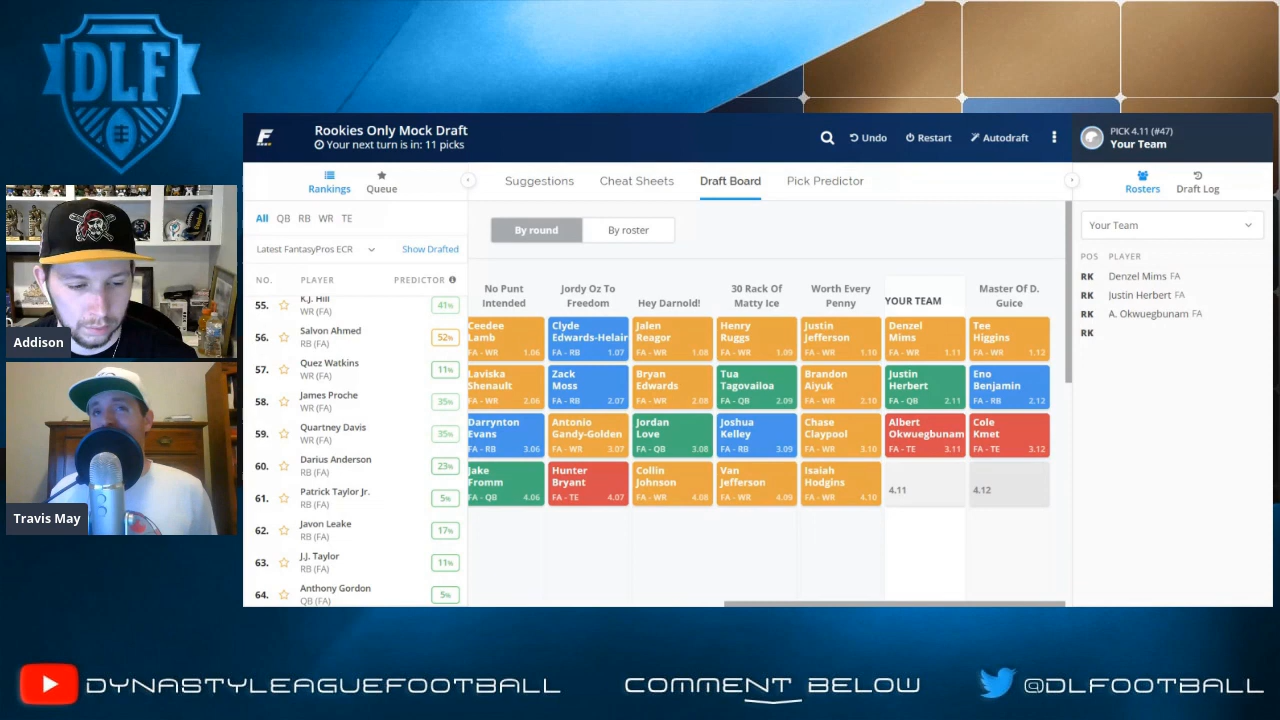 DLF
Addison
Travis May
Rookies Only Mock Draft
Your next turn is in: 11 picks
Undo
Restart
Autodraft
PICK 4.11 (#47)
Your Team
Rankings
Queue
Suggestions
Cheat Sheets
Draft Board
Pick Predictor
Rosters
Draft Log
All QB RB WR TE
By round
By roster
Your Team
Latest FantasyPros ECR
Show Drafted
POS PLAYER
RK Denzel Mims FA
RK Justin Herbert FA
RK A. Okwuegbunam FA
RK
NO. PLAYER PREDICTOR
55. K.J. Hill 41%
WR (FA)
56. Salvon Ahmed 52%
RB (FA)
57. Quez Watkins 11%
WR (FA)
58. James Proche 35%
WR (FA)
59. Quartney Davis 35%
WR (FA)
60. Darius Anderson 23%
RB (FA)
61. Patrick Taylor Jr. 5%
RB (FA)
62. Javon Leake 17%
RB (FA)
63. J.J. Taylor 11%
RB (FA)
64. Anthony Gordon 5%
QB (FA)
No Punt Intended
Jordy Oz To Freedom
Hey Darnold!
30 Rack Of Matty Ice
Worth Every Penny
YOUR TEAM
Master Of D. Guice
Ceedee Lamb FA - WR 1.06
Clyde Edwards-Helair FA - RB 1.07
Jalen Reagor FA - WR 1.08
Henry Ruggs FA - WR 1.09
Justin Jefferson FA - WR 1.10
Denzel Mims FA - WR 1.11
Tee Higgins FA - WR 1.12
Laviska Shenault FA - WR 2.06
Zack Moss FA - RB 2.07
Bryan Edwards FA - WR 2.08
Tua Tagovailoa FA - QB 2.09
Brandon Aiyuk FA - WR 2.10
Justin Herbert FA - QB 2.11
Eno Benjamin FA - RB 2.12
Darrynton Evans FA - RB 3.06
Antonio Gandy-Golden FA - WR 3.07
Jordan Love FA - QB 3.08
Joshua Kelley FA - RB 3.09
Chase Claypool FA - WR 3.10
Albert Okwuegbunam FA - TE 3.11
Cole Kmet FA - TE 3.12
Jake Fromm FA - QB 4.06
Hunter Bryant FA - TE 4.07
Collin Johnson FA - WR 4.08
Van Jefferson FA - WR 4.09
Isaiah Hodgins FA - WR 4.10
4.11
4.12
DYNASTYLEAGUEFOOTBALL
COMMENT BELOW
@DLFOOTBALL